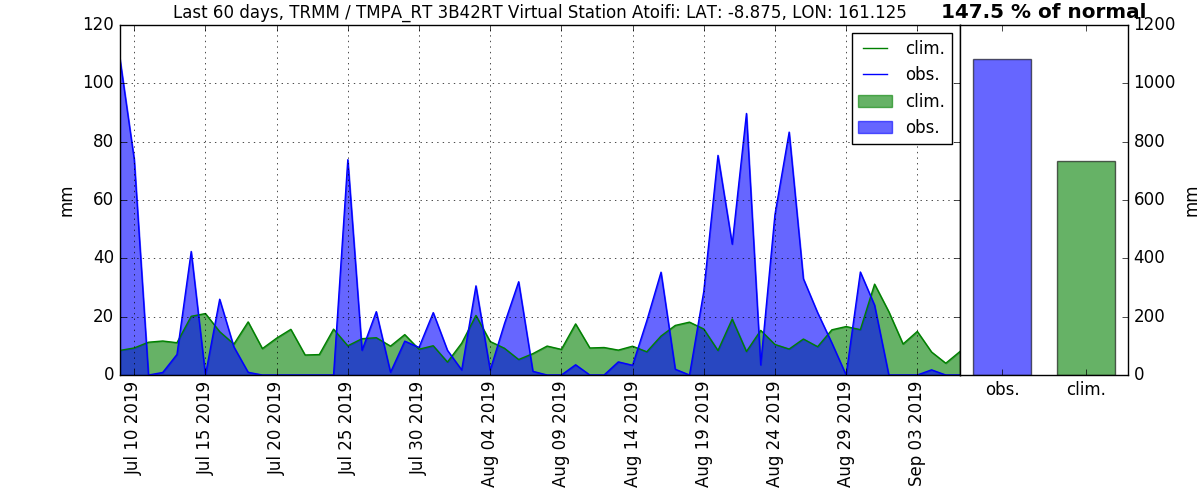 Last 60 days, TRMM / TMPA_RT 3B42RT Virtual Station Atoifi: LAT: -8.875, LON: 161.125
147.5 % of normal
120
100
80
60
40
20
0
mm
clim.
obs.
clim.
obs.
1200
1000
800
600
400
200
0
mm
Jul 10 2019
Jul 15 2019
Jul 20 2019
Jul 25 2019
Jul 30 2019
Aug 04 2019
Aug 09 2019
Aug 14 2019
Aug 19 2019
Aug 24 2019
Aug 29 2019
Sep 03 2019
obs.
clim.